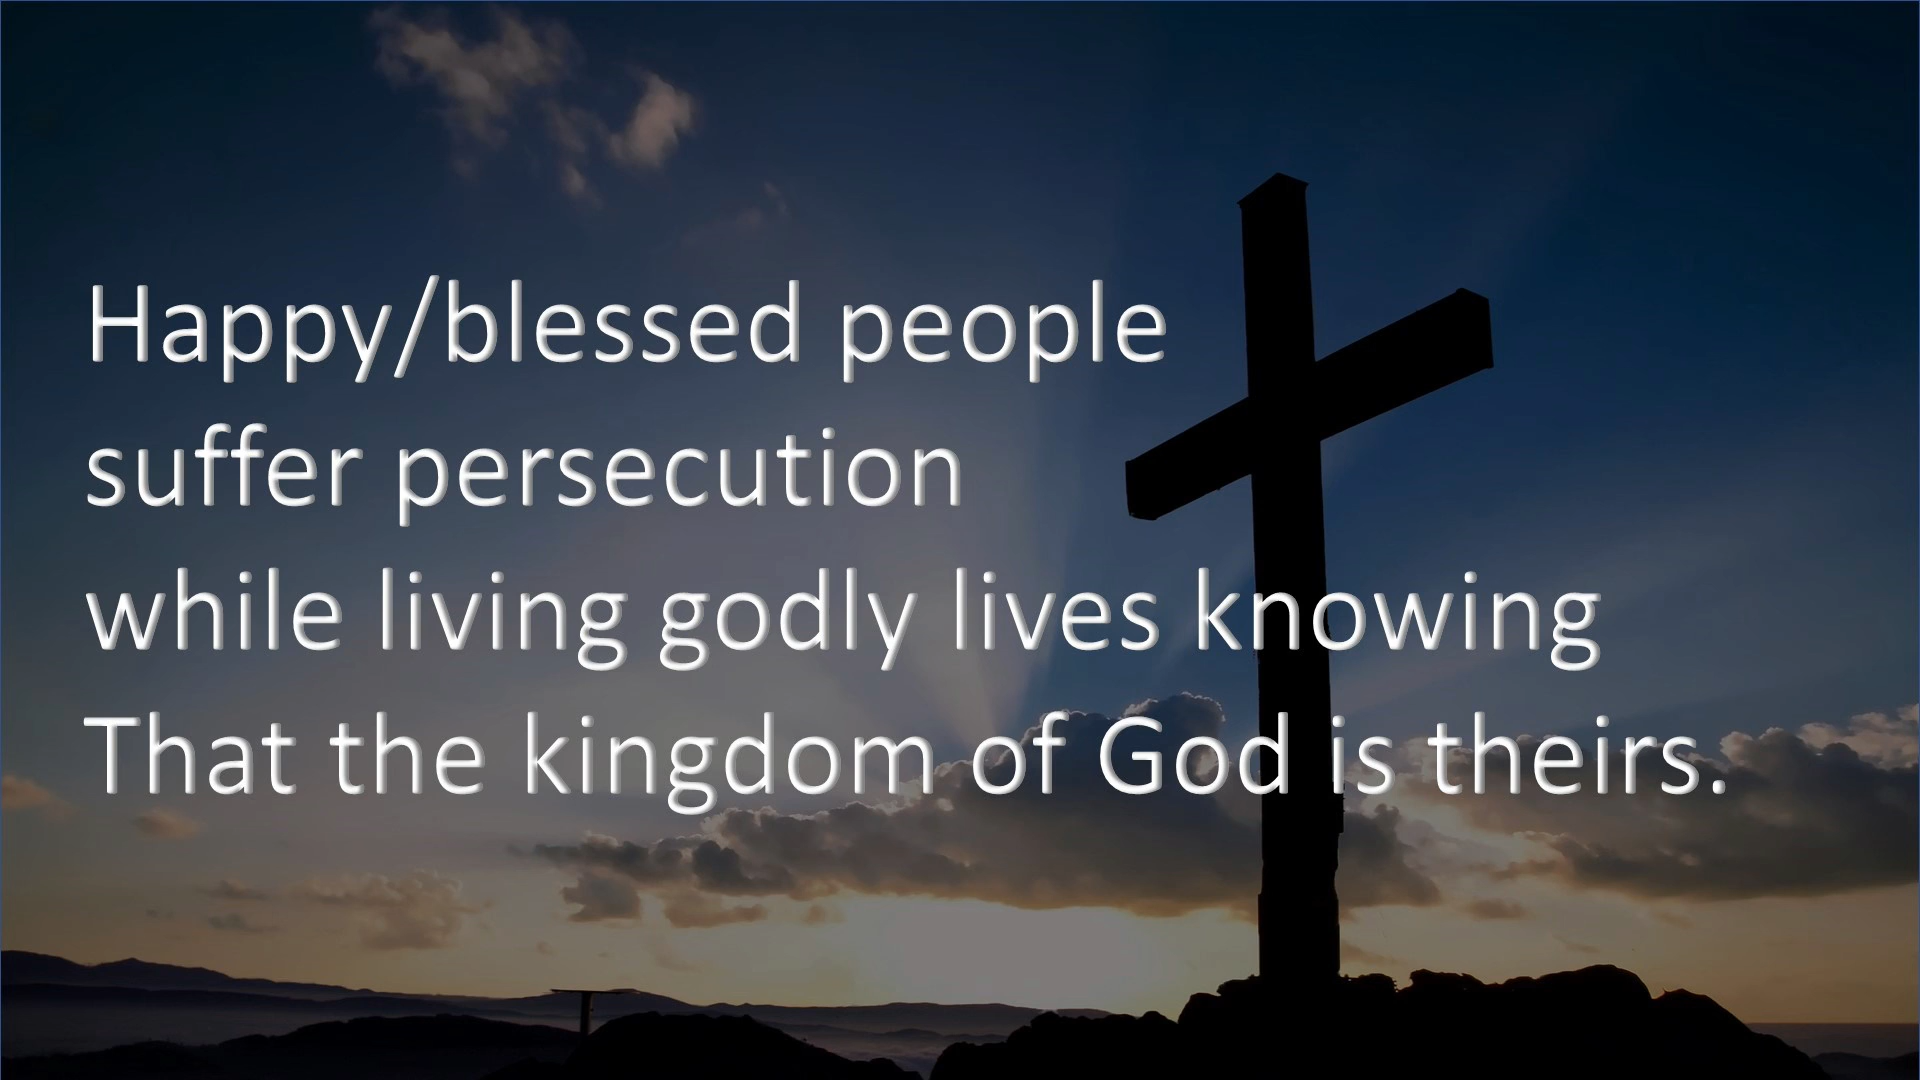 Happy/blessed people
suffer persecution
while living godly lives knowing
That the kingdom of God is theirs.